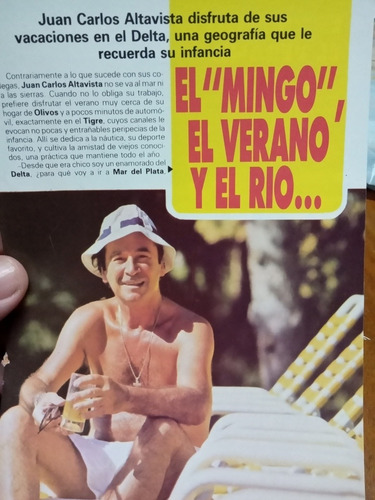 Juan Carlos Altavista disfruta de sus
vacaciones en el Delta, una geografía que le
recuerda su infancia
Contrariamente a lo que sucede con sus co-
legas, Juan Carlos Altavista no se va al mar ni
a las sierras. Cuando no lo obliga su trabajo,
prefiere disfrutar el verano muy cerca de su
hogar de Olivos y a pocos minutos de automó-
vil, exactamente en el Tigre, cuyos canales le
evocan no pocas y entrañables peripecias de la
infancia. Allí se dedica a la náutica, su deporte
favorito, y cultiva la amistad de viejos conoci-
dos, una práctica que mantiene todo el año.
-Desde que era chico soy un enamorado del
Delta. ¿para qué voy a ir a Mar del Plata,
EL "MINGO",
EL VERANO
Y EL RIO...